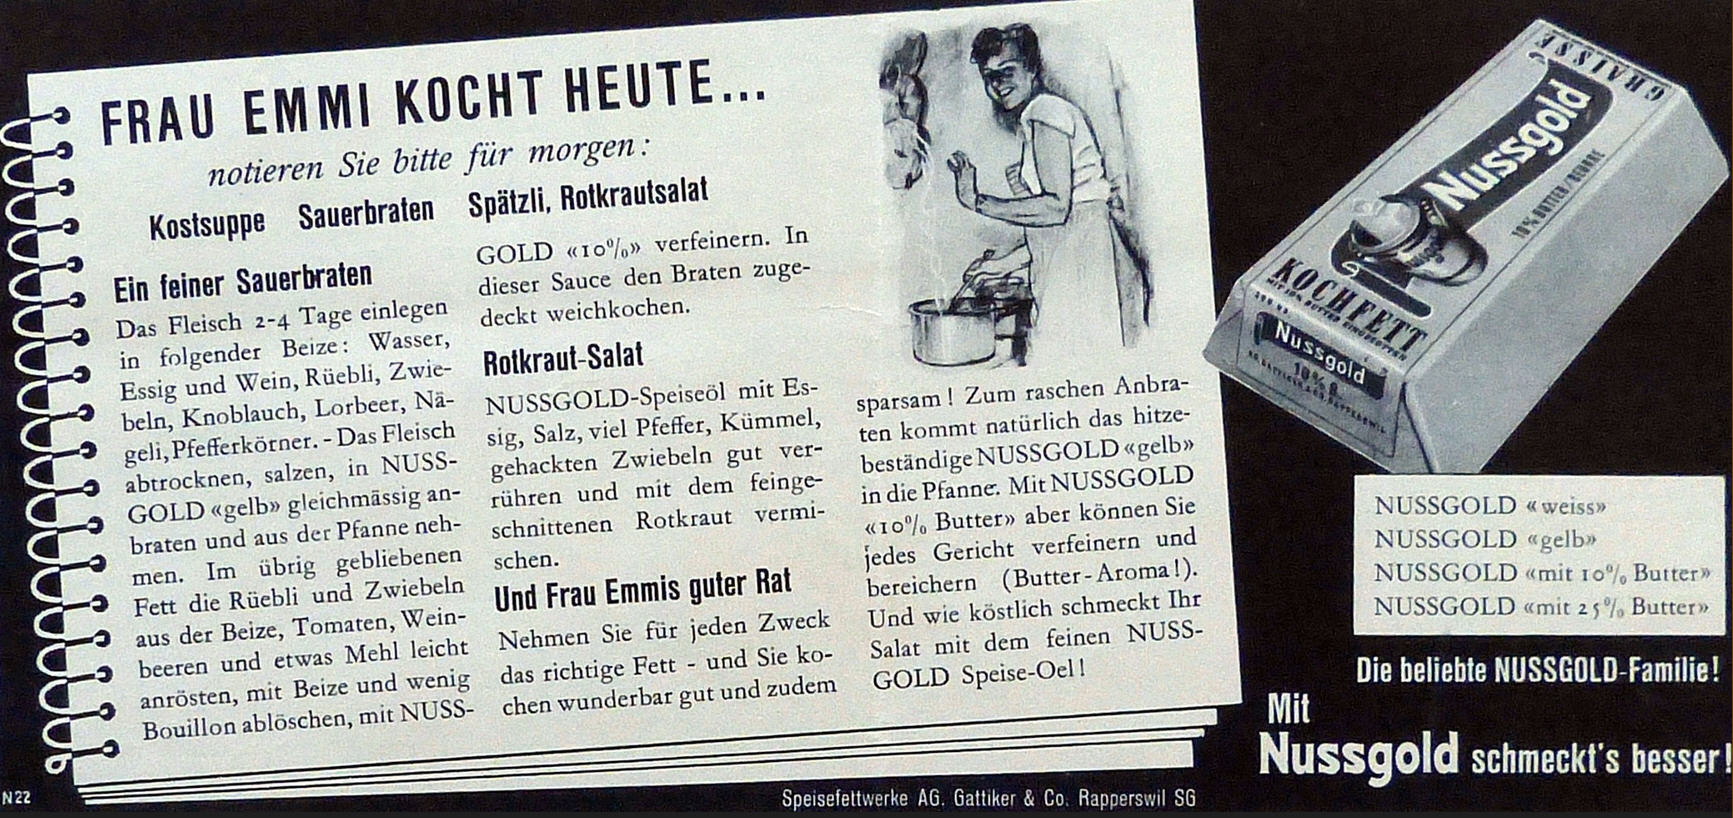 FRAU EMMI KOCHT HEUTE...
notieren Sie bitte für morgen:
Kostsuppe Sauerbraten Spätzli, Rotkrautsalat
Ein feiner Sauerbraten
Das Fleisch 2-4 Tage einlegen
in folgender Beize: Wasser,
Essig und Wein, Rüebli, Zwie-
beln, Knoblauch, Lorbeer, Nä-
geli, Pfefferkörner. - Das Fleisch
abtrocknen, salzen, in NUSS-
GOLD «gelb» gleichmässig an-
braten und aus der Pfanne neh-
men. Im übrig gebliebenen
Fett die Rüebli und Zwiebeln
aus der Beize, Tomaten, Wein-
beeren und etwas Mehl leicht
anrösten, mit Beize und wenig
Bouillon ablöschen, mit NUSS-
GOLD «10%» verfeinern. In
dieser Sauce den Braten zuge-
deckt weichkochen.
Rotkraut-Salat
NUSSGOLD-Speiseöl mit Es-
sig, Salz, viel Pfeffer, Kümmel,
gehackten Zwiebeln gut ver-
rühren und mit dem feinge-
schnittenen Rotkraut vermi-
schen.
Und Frau Emmis guter Rat
Nehmen Sie für jeden Zweck
das richtige Fett - und Sie ko-
chen wunderbar gut und zudem
sparsam! Zum raschen Anbra-
ten kommt natürlich das hitze-
beständige NUSSGOLD «gelb»
in die Pfanne. Mit NUSSGOLD
«10% Butter» aber können Sie
jedes Gericht verfeinern und
bereichern (Butter-Aroma!).
Und wie köstlich schmeckt Ihr
Salat mit dem feinen NUSS-
GOLD Speise-Oel!
GRAISSE
Nussgold
10% BUTTER/BEURRE
KOCHFETT
MIT 10% BUTTER EINGESOTTEN
Nussgold
10% B
NUSSGOLD «weiss»
NUSSGOLD «gelb»
NUSSGOLD «mit 10% Butter»
NUSSGOLD «mit 25% Butter»
Die beliebte NUSSGOLD-Familie!
Mit
Nussgold schmeckt's besser!
N22
Speisefettwerke AG. Gattiker & Co. Rapperswil SG